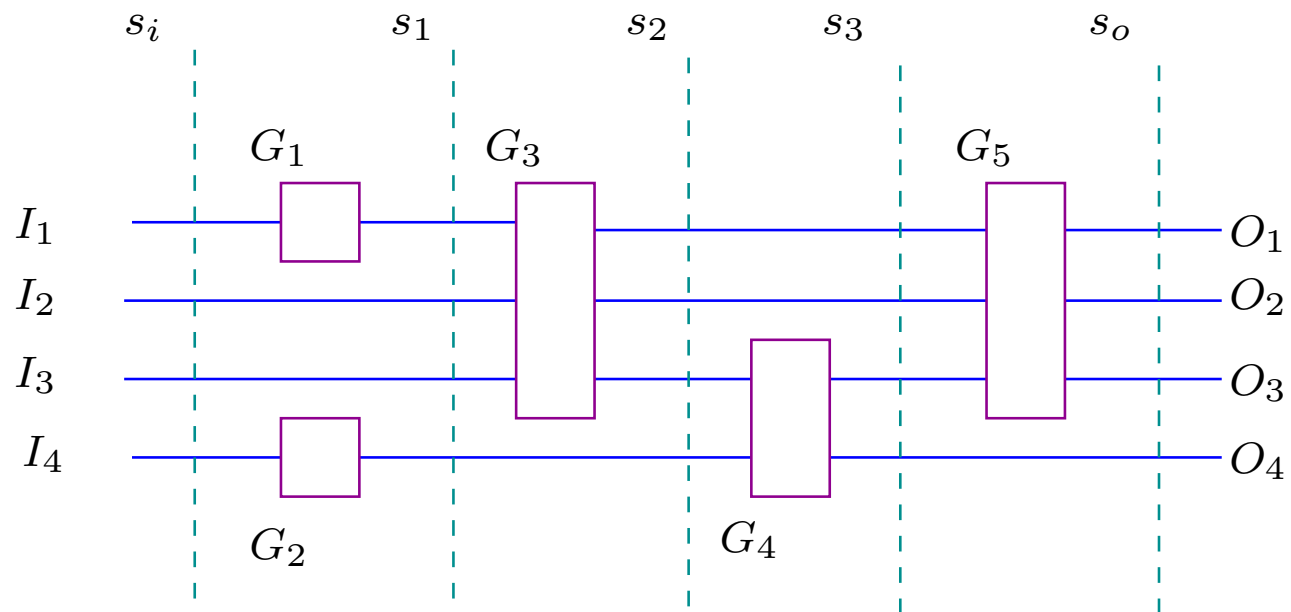 s_i s_1 s_2 s_3 s_o
G_1 G_3 G_5
I_1 O_1
I_2 O_2
I_3 O_3
I_4 O_4
G_2 G_4